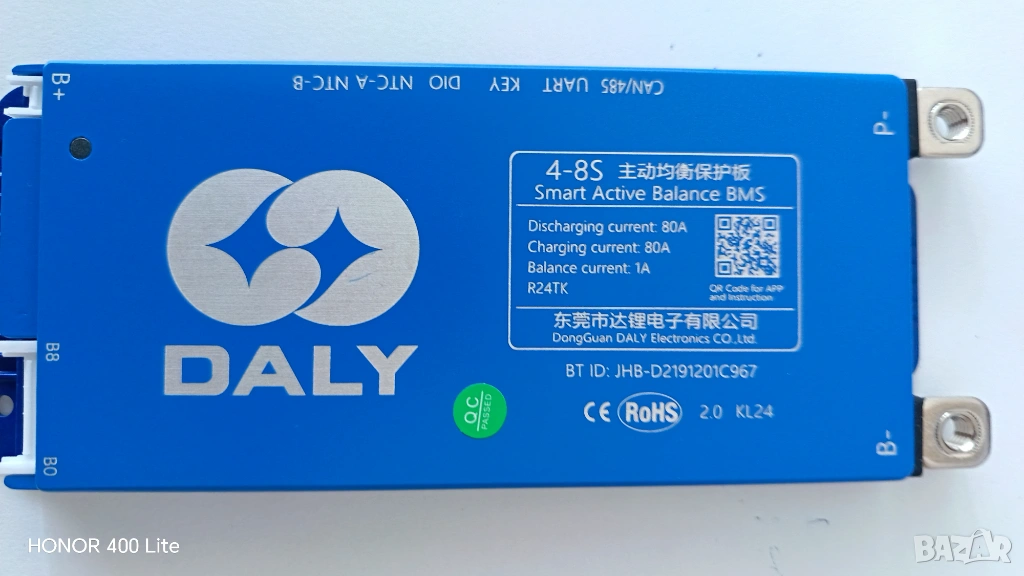 B+
NTC-B NTC-A DIO KEY UART CAN/485
P-
4-8S 主动均衡保护板
Smart Active Balance BMS
Discharging current: 80A
Charging current: 80A
Balance current: 1A
R24TK
QR Code for APP
and Instruction
东莞市达锂电子有限公司
DongGuan DALY Electronics CO.,Ltd.
DALY
B8
BT ID: JHB-D2191201C967
QC
PASSED
CE RoHS 2.0 KL24
B0
B-
HONOR 400 Lite
BAZAR